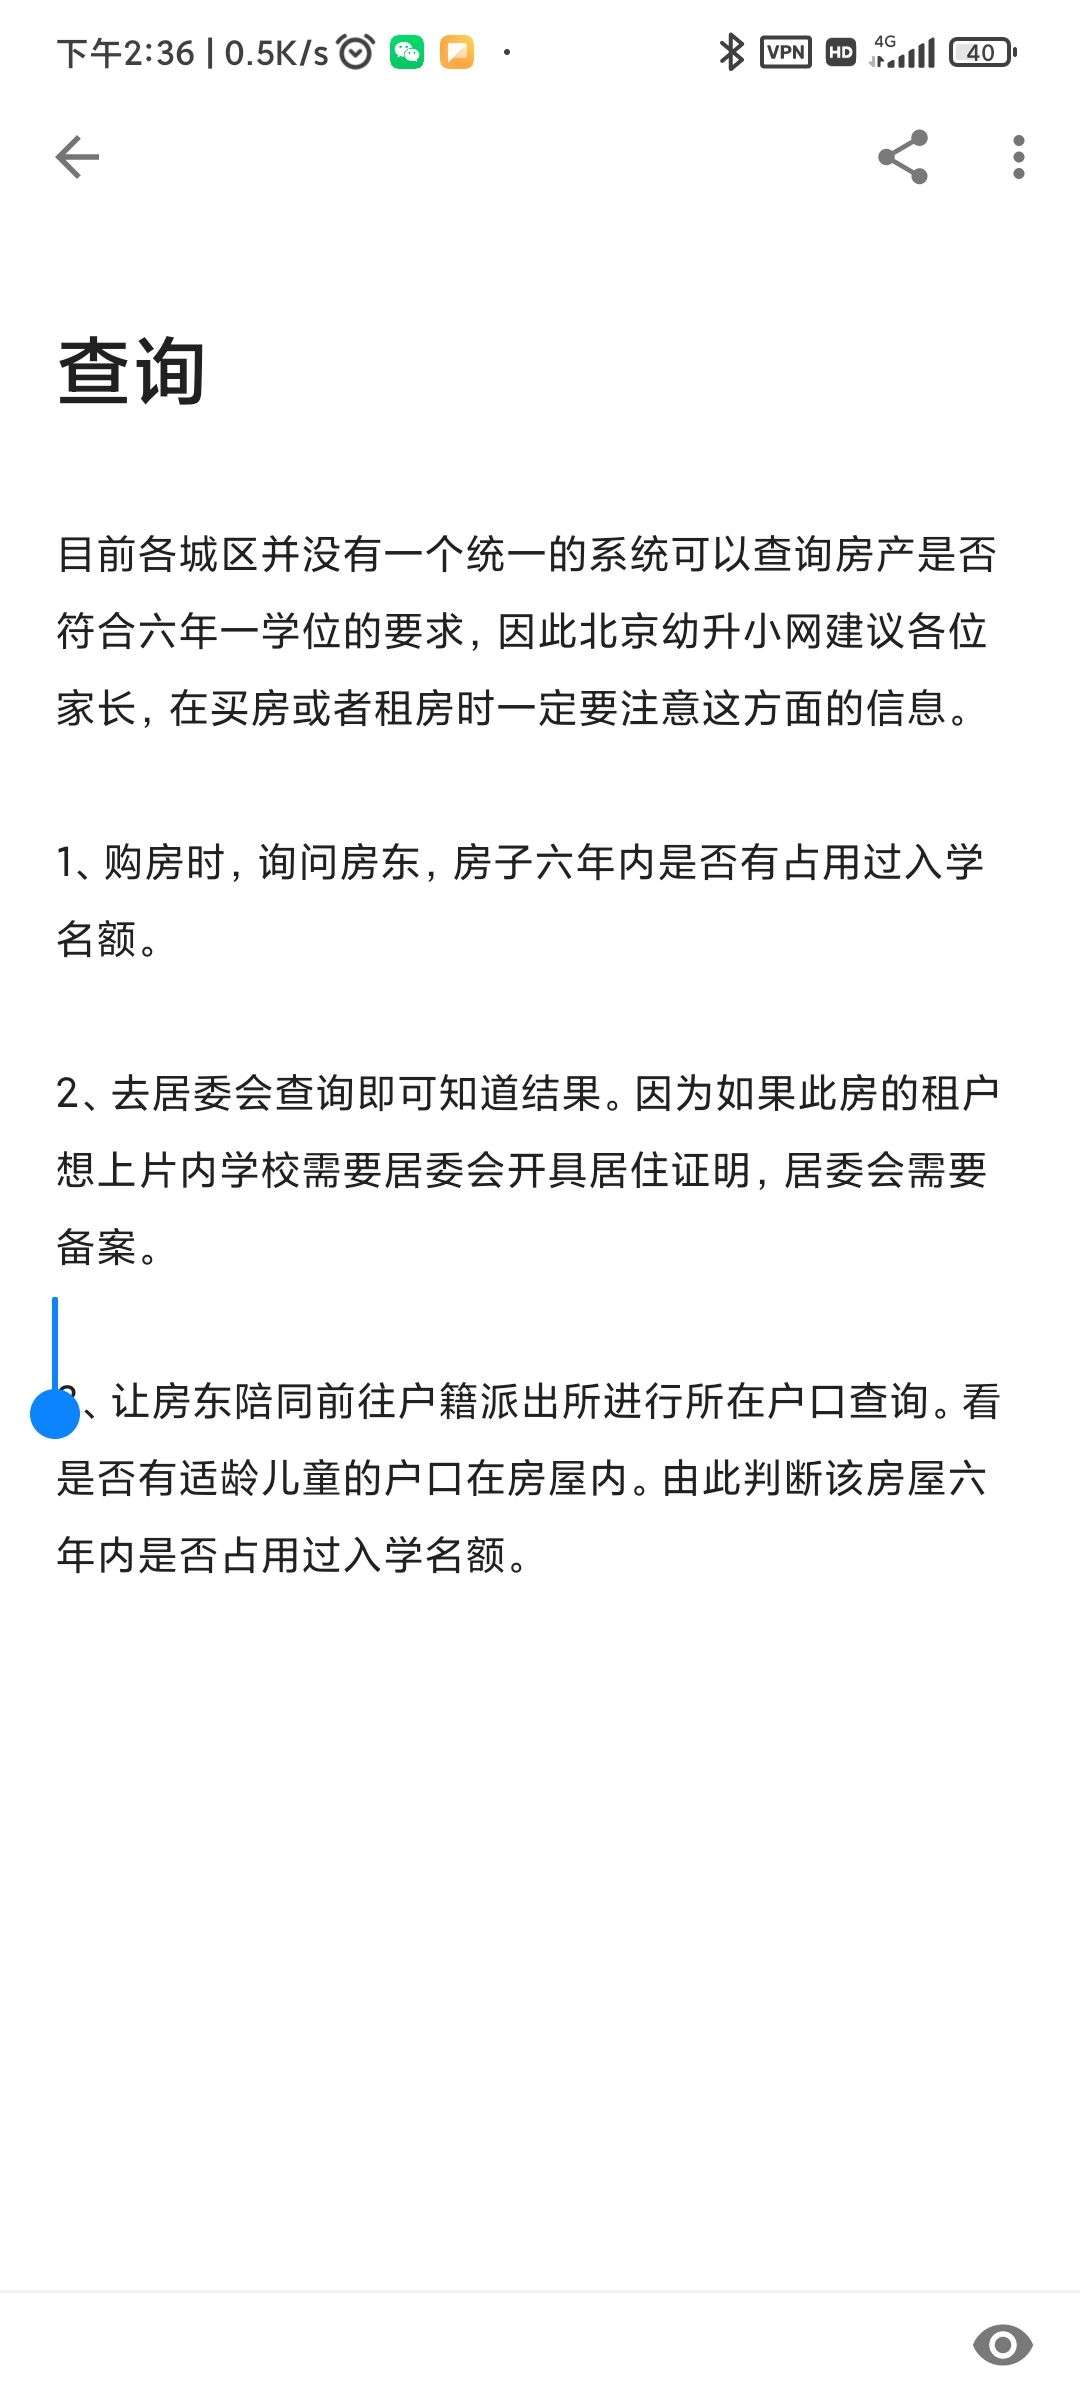 下午2:36 | 0.5K/s
VPN HD 4G 40
查询
目前各城区并没有一个统一的系统可以查询房产是否
符合六年一学位的要求，因此北京幼升小网建议各位
家长，在买房或者租房时一定要注意这方面的信息。
1、购房时，询问房东，房子六年内是否有占用过入学
名额。
2、去居委会查询即可知道结果。因为如果此房的租户
想上片内学校需要居委会开具居住证明，居委会需要
备案。
3、让房东陪同前往户籍派出所进行所在户口查询。看
是否有适龄儿童的户口在房屋内。由此判断该房屋六
年内是否占用过入学名额。